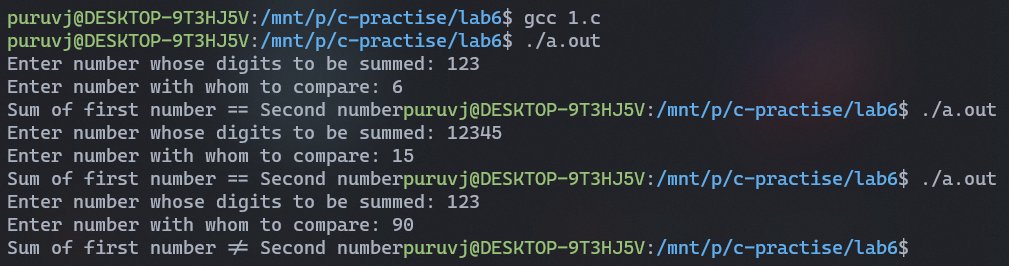 puruvj@DESKTOP-9T3HJ5V:/mnt/p/c-practise/lab6$ gcc 1.c
puruvj@DESKTOP-9T3HJ5V:/mnt/p/c-practise/lab6$ ./a.out
Enter number whose digits to be summed: 123
Enter number with whom to compare: 6
Sum of first number == Second numberpuruvj@DESKTOP-9T3HJ5V:/mnt/p/c-practise/lab6$ ./a.out
Enter number whose digits to be summed: 12345
Enter number with whom to compare: 15
Sum of first number == Second numberpuruvj@DESKTOP-9T3HJ5V:/mnt/p/c-practise/lab6$ ./a.out
Enter number whose digits to be summed: 123
Enter number with whom to compare: 90
Sum of first number ≠ Second numberpuruvj@DESKTOP-9T3HJ5V:/mnt/p/c-practise/lab6$